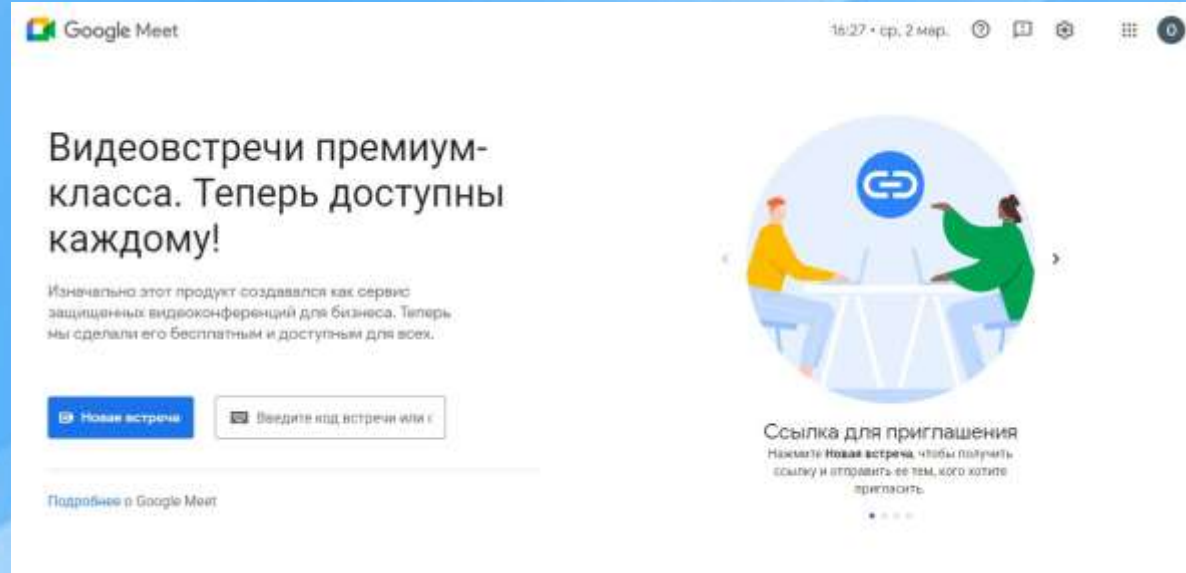 Google Meet
16:27 • ср, 2 мар.
О
Видеовстречи премиум-
класса. Теперь доступны
каждому!
Изначально этот продукт создавался как сервис
защищенных видеоконференций для бизнеса. Теперь
мы сделали его бесплатным и доступным для всех.
Новая встреча
Введите код встречи или с
Ссылка для приглашения
Нажмите Новая встреча, чтобы получить
ссылку и отправить ее тем, кого хотите
пригласить.
Подробнее о Google Meet